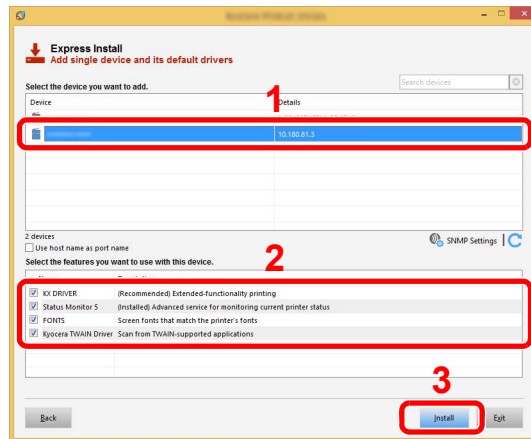 Express Install
Add single device and its default drivers
Select the device you want to add.
Search devices
1
Device Details
10.180.81.3
2 devices
SNMP Settings
Use host name as port name
2
Select the features you want to use with this device.
KX DRIVER (Recommended) Extended-functionality printing
Status Monitor 5 (Installed) Advanced service for monitoring current printer status
FONTS Screen fonts that match the printer's fonts
Kyocera TWAIN Driver Scan from TWAIN-supported applications
3
Back Install Exit